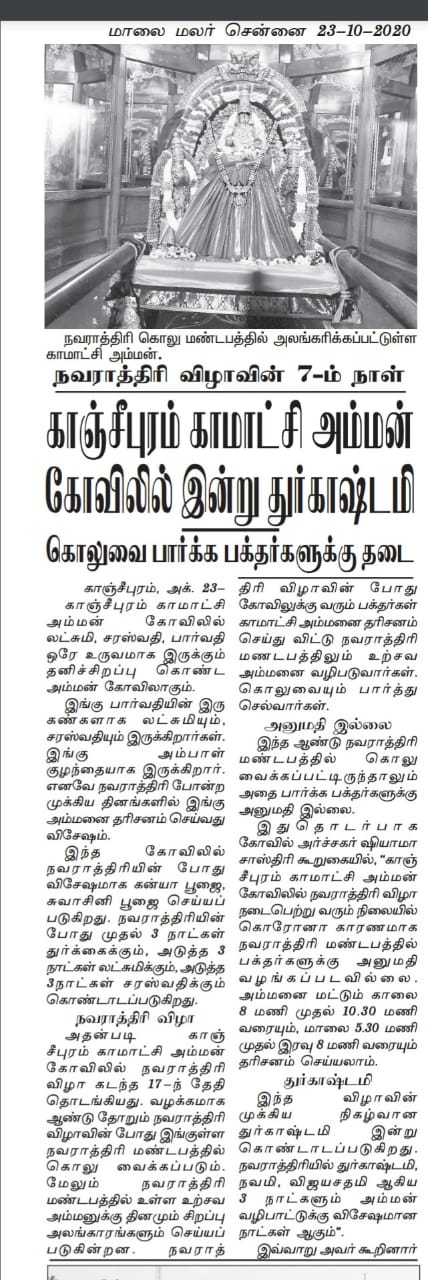 மாலை மலர் சென்னை 23-10-2020
நவராத்திரி கொலு மண்டபத்தில் அலங்கரிக்கப்பட்டுள்ள
காமாட்சி அம்மன்.
நவராத்திரி விழாவின் 7-ம் நாள்
காஞ்சீபுரம் காமாட்சி அம்மன்
கோவிலில் இன்று துர்காஷ்டமி
கொலுவை பார்க்க பக்தர்களுக்கு தடை
காஞ்சீபுரம், அக். 23-
காஞ்சீபுரம் காமாட்சி
அம்மன் கோவிலில்
லட்சுமி, சரஸ்வதி, பார்வதி
ஒரே உருவமாக இருக்கும்
தனிச்சிறப்பு கொண்ட
அம்மன் கோவிலாகும்.
இங்கு பார்வதியின் இரு
கண்களாக லட்சுமியும்,
சரஸ்வதியும் இருக்கிறார்கள்.
இங்கு அம்பாள்
குழந்தையாக இருக்கிறார்.
எனவே நவராத்திரி போன்ற
முக்கிய தினங்களில் இங்கு
அம்மனை தரிசனம் செய்வது
விசேஷம்.
இந்த கோவிலில்
நவராத்திரியின் போது
விசேஷமாக கன்யா பூஜை,
சுவாசினி பூஜை செய்யப்
படுகிறது. நவராத்திரியின்
போது முதல் 3 நாட்கள்
துர்க்கைக்கும், அடுத்த 3
நாட்கள் லட்சுமிக்கும், அடுத்த
3நாட்கள் சரஸ்வதிக்கும்
கொண்டாடப்படுகிறது.
நவராத்திரி விழா
அதன்படி காஞ்
சீபுரம் காமாட்சி அம்மன்
கோவிலில் நவராத்திரி
விழா கடந்த 17-ந் தேதி
தொடங்கியது. வழக்கமாக
ஆண்டு தோறும் நவராத்திரி
விழாவின் போது இங்குள்ள
நவராத்திரி மண்டபத்தில்
கொலு வைக்கப்படும்.
மேலும் நவராத்திரி
மண்டபத்தில் உள்ள உற்சவ
அம்மனுக்கு தினமும் சிறப்பு
அலங்காரங்களும் செய்யப்
படுகின்றன. நவராத்
திரி விழாவின் போது
கோவிலுக்கு வரும் பக்தர்கள்
காமாட்சி அம்மனை தரிசனம்
செய்து விட்டு நவராத்திரி
மணடபத்திலும் உற்சவ
அம்மனை வழிபடுவார்கள்.
கொலுவையும் பார்த்து
செல்வார்கள்.
அனுமதி இல்லை
இந்த ஆண்டு நவராத்திரி
மண்டபத்தில் கொலு
வைக்கப்பட்டிருந்தாலும்
அதை பார்க்க பக்தர்களுக்கு
அனுமதி இல்லை.
இதுதொடர்பாக
கோவில் அர்ச்சகர் ஷியாமா
சாஸ்திரி கூறுகையில், "காஞ்
சீபுரம் காமாட்சி அம்மன்
கோவிலில் நவராத்திரி விழா
நடைபெற்று வரும் நிலையில்
கொரோனா காரணமாக
நவராத்திரி மண்டபத்தில்
பக்தர்களுக்கு அனுமதி
வழங்கப்படவில்லை.
அம்மனை மட்டும் காலை
8 மணி முதல் 10.30 மணி
வரையும், மாலை 5.30 மணி
முதல் இரவு 8 மணி வரையும்
தரிசனம் செய்யலாம்.
துர்காஷ்டமி
இந்த விழாவின்
முக்கிய நிகழ்வான
துர்காஷ்டமி இன்று
கொண்டாடப்படுகிறது.
நவராத்திரியில் துர்காஷ்டமி,
நவமி, விஜயசதமி ஆகிய
3 நாட்களும் அம்மன்
வழிபாட்டுக்கு விசேஷமான
நாட்கள் ஆகும்".
இவ்வாறு அவர் கூறினார்